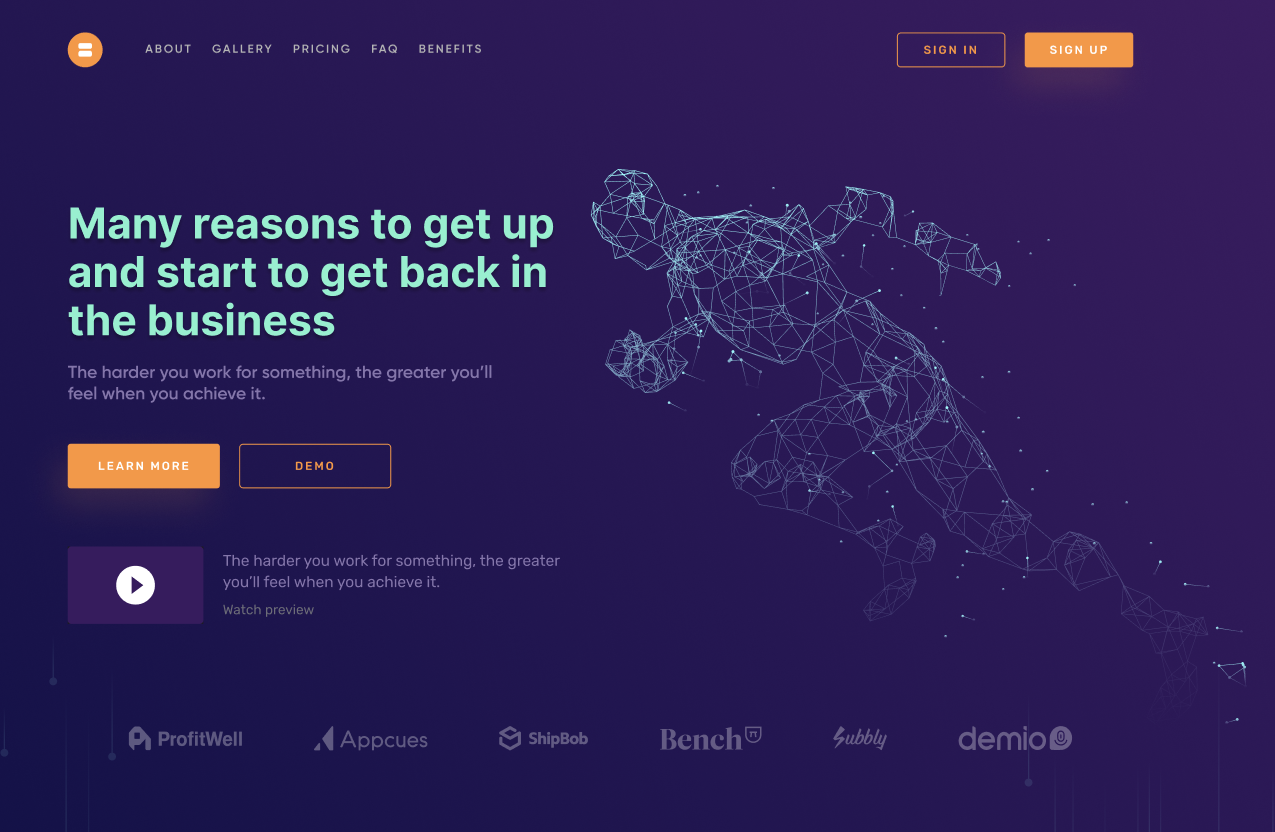 ABOUT GALLERY PRICING FAQ BENEFITS
SIGN IN
SIGN UP
Many reasons to get up
and start to get back in
the business
The harder you work for something, the greater you’ll
feel when you achieve it.
LEARN MORE
DEMO
The harder you work for something, the greater
you’ll feel when you achieve it.
Watch preview
ProfitWell Appcues ShipBob Bench Subbly demio